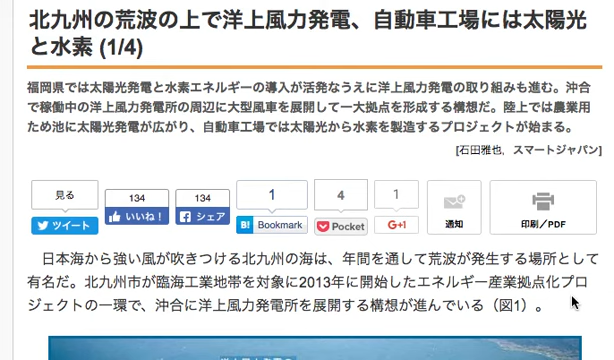 北九州の荒波の上で洋上風力発電、自動車工場には太陽光
と水素 (1/4)
福岡県では太陽光発電と水素エネルギーの導入が活発なうえに洋上風力発電の取り組みも進む。沖合
で稼働中の洋上風力発電所の周辺に大型風車を展開して一大拠点を形成する構想だ。陸上では農業用
ため池に太陽光発電が広がり、自動車工場では太陽光から水素を製造するプロジェクトが始まる。
[石田雅也，スマートジャパン]
見る 134 134 1 4 1
ツイート いいね！ シェア B! Bookmark Pocket G+1 通知 印刷／PDF
日本海から強い風が吹きつける北九州の海は、年間を通して荒波が発生する場所として
有名だ。北九州市が臨海工業地帯を対象に2013年に開始したエネルギー産業拠点化プロ
ジェクトの一環で、沖合に洋上風力発電所を展開する構想が進んでいる（図1）。